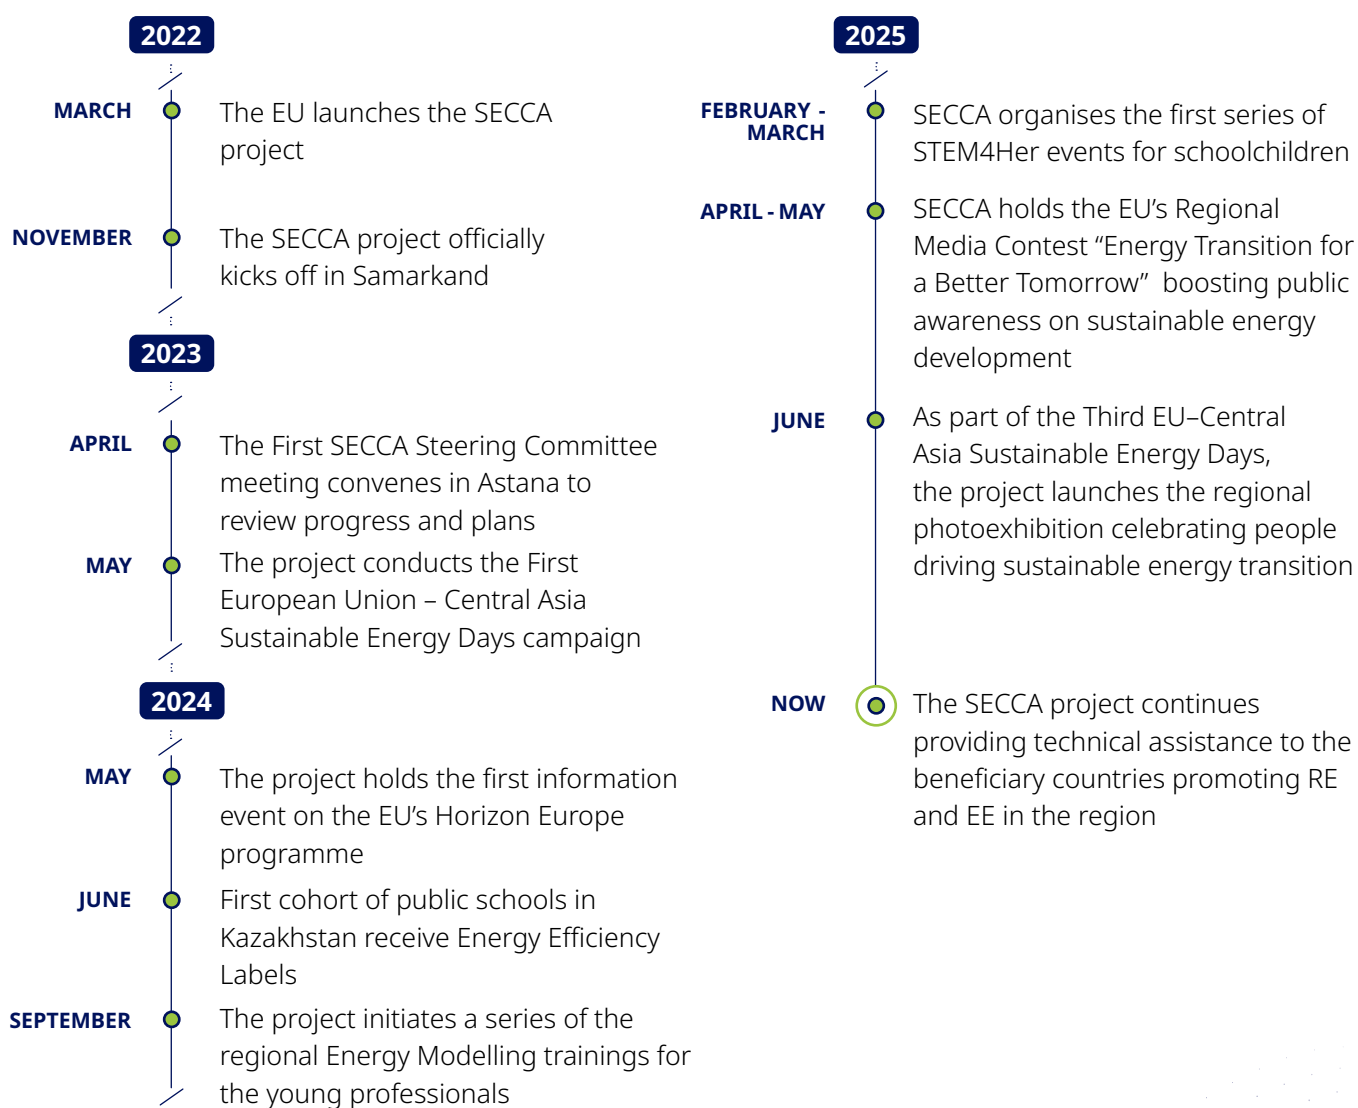 2022
MARCH
The EU launches the SECCA
project
NOVEMBER
The SECCA project officially
kicks off in Samarkand
2023
APRIL
The First SECCA Steering Committee
meeting convenes in Astana to
review progress and plans
MAY
The project conducts the First
European Union – Central Asia
Sustainable Energy Days campaign
2024
MAY
The project holds the first information
event on the EU’s Horizon Europe
programme
JUNE
First cohort of public schools in
Kazakhstan receive Energy Efficiency
Labels
SEPTEMBER
The project initiates a series of the
regional Energy Modelling trainings for
the young professionals
2025
FEBRUARY -
MARCH
SECCA organises the first series of
STEM4Her events for schoolchildren
APRIL - MAY
SECCA holds the EU’s Regional
Media Contest “Energy Transition for
a Better Tomorrow”  boosting public
awareness on sustainable energy
development
JUNE
As part of the Third EU–Central
Asia Sustainable Energy Days,
the project launches the regional
photoexhibition celebrating people
driving sustainable energy transition
NOW
The SECCA project continues
providing technical assistance to the
beneficiary countries promoting RE
and EE in the region